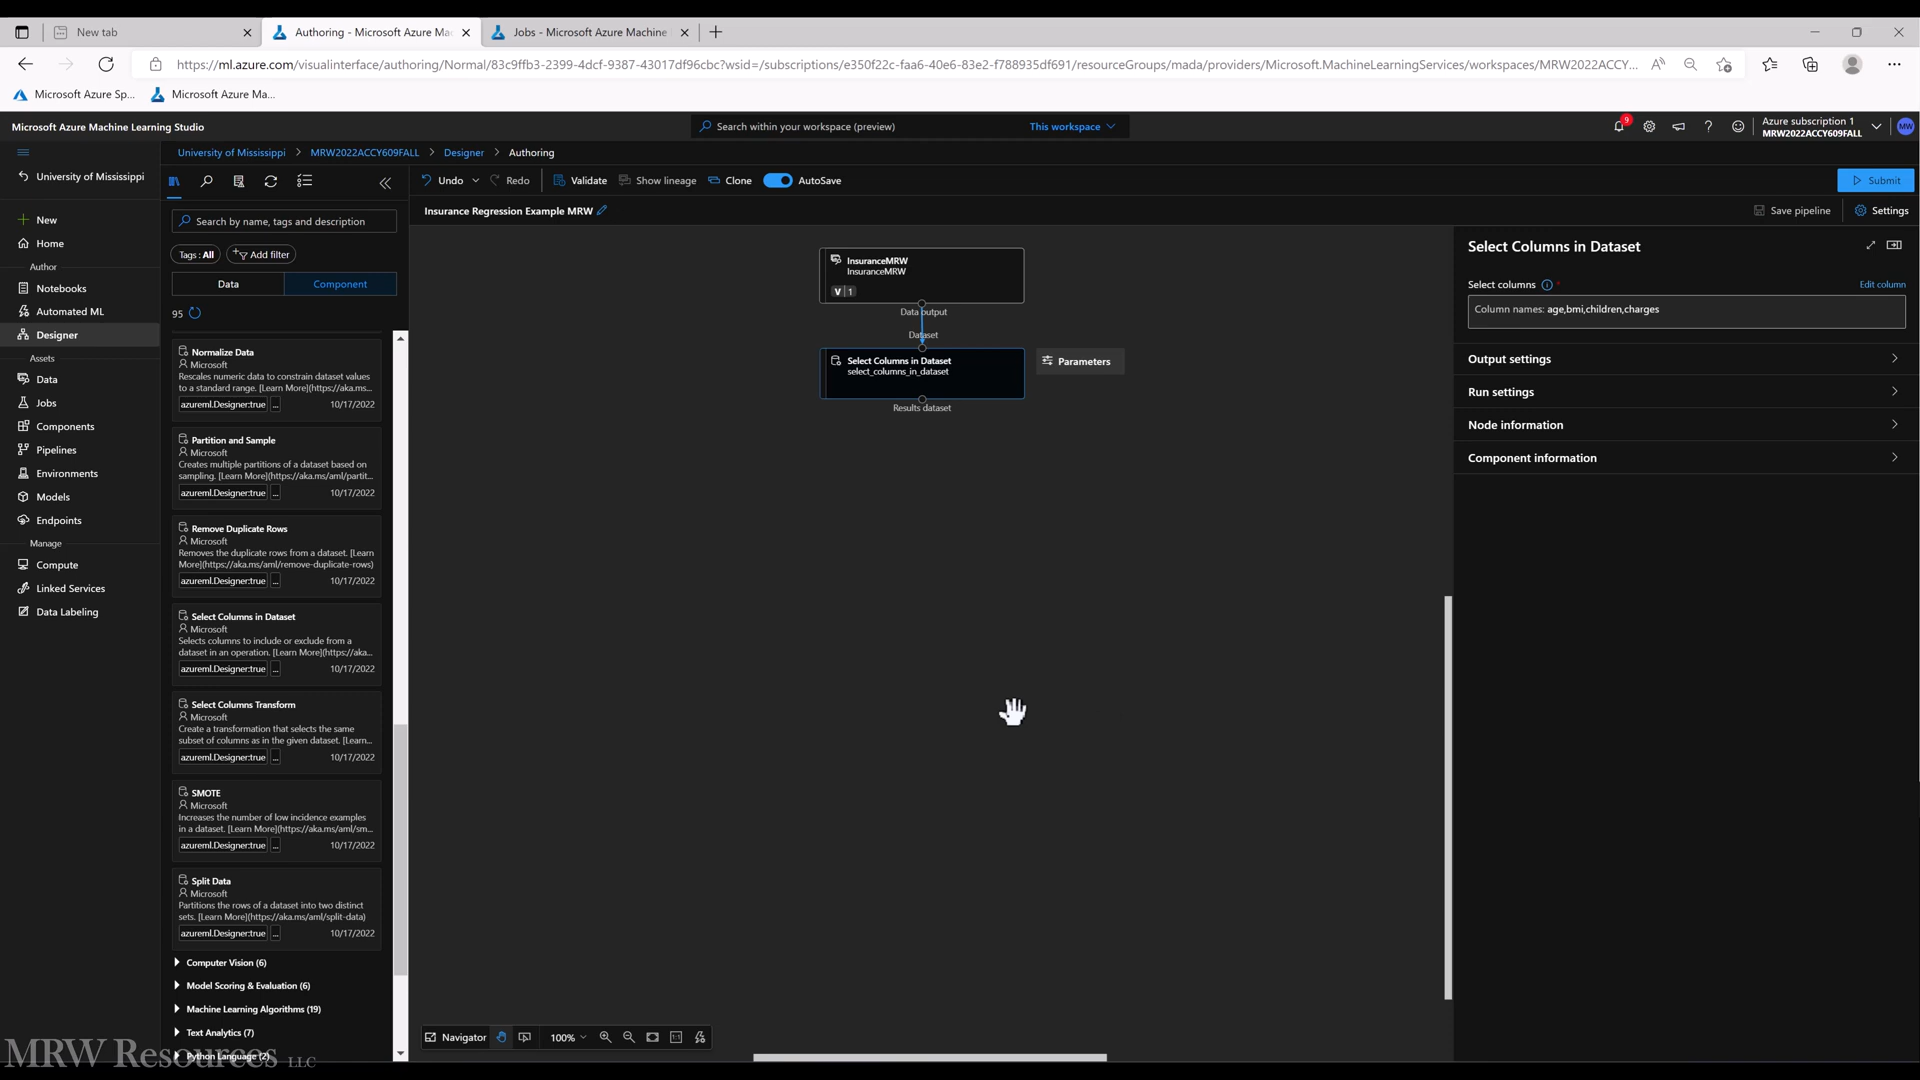 New tab
Authoring - Microsoft Azure Ma
Jobs - Microsoft Azure Machine
https://ml.azure.com/visualinterface/authoring/Normal/83c9ffb3-2399-4dcf-9387-43017df96cbc?wsid=/subscriptions/e350f22c-faa6-40e6-83e2-f788935df691/resourceGroups/mada/providers/Microsoft.MachineLearningServices/workspaces/MRW2022ACCY...
Microsoft Azure Sp...
Microsoft Azure Ma...
Microsoft Azure Machine Learning Studio
Search within your workspace (preview)
This workspace
9
Azure subscription 1
MRW2022ACCY609FALL
MW
University of Mississippi
New
Home
Author
Notebooks
Automated ML
Designer
Assets
Data
Jobs
Components
Pipelines
Environments
Models
Endpoints
Manage
Compute
Linked Services
Data Labeling
University of Mississippi > MRW2022ACCY609FALL > Designer > Authoring
Search by name, tags and description
Tags : All
Add filter
Data
Component
95
Normalize Data
Microsoft
Rescales numeric data to constrain dataset values
to a standard range. [Learn More](https://aka.ms...
azureml.Designer:true ... 10/17/2022
Partition and Sample
Microsoft
Creates multiple partitions of a dataset based on
sampling. [Learn More](https://aka.ms/aml/partit...
azureml.Designer:true ... 10/17/2022
Remove Duplicate Rows
Microsoft
Removes the duplicate rows from a dataset. [Learn
More](https://aka.ms/aml/remove-duplicate-rows)
azureml.Designer:true ... 10/17/2022
Select Columns in Dataset
Microsoft
Selects columns to include or exclude from a
dataset in an operation. [Learn More](https://aka...
azureml.Designer:true ... 10/17/2022
Select Columns Transform
Microsoft
Create a transformation that selects the same
subset of columns as in the given dataset. [Learn...
azureml.Designer:true ... 10/17/2022
SMOTE
Microsoft
Increases the number of low incidence examples
in a dataset. [Learn More](https://aka.ms/aml/sm...
azureml.Designer:true ... 10/17/2022
Split Data
Microsoft
Partitions the rows of a dataset into two distinct
sets. [Learn More](https://aka.ms/aml/split-data)
azureml.Designer:true ... 10/17/2022
Computer Vision (6)
Model Scoring & Evaluation (6)
Machine Learning Algorithms (19)
Text Analytics (7)
Python Language (2)
MRW Resources LLC
Undo
Redo
Validate
Show lineage
Clone
AutoSave
Submit
Insurance Regression Example MRW
Save pipeline
Settings
InsuranceMRW
InsuranceMRW
V 1
Data output
Dataset
Select Columns in Dataset
select_columns_in_dataset
Parameters
Results dataset
Navigator
100%
1:1
Select Columns in Dataset
Select columns *
Edit column
Column names: age,bmi,children,charges
Output settings
Run settings
Node information
Component information